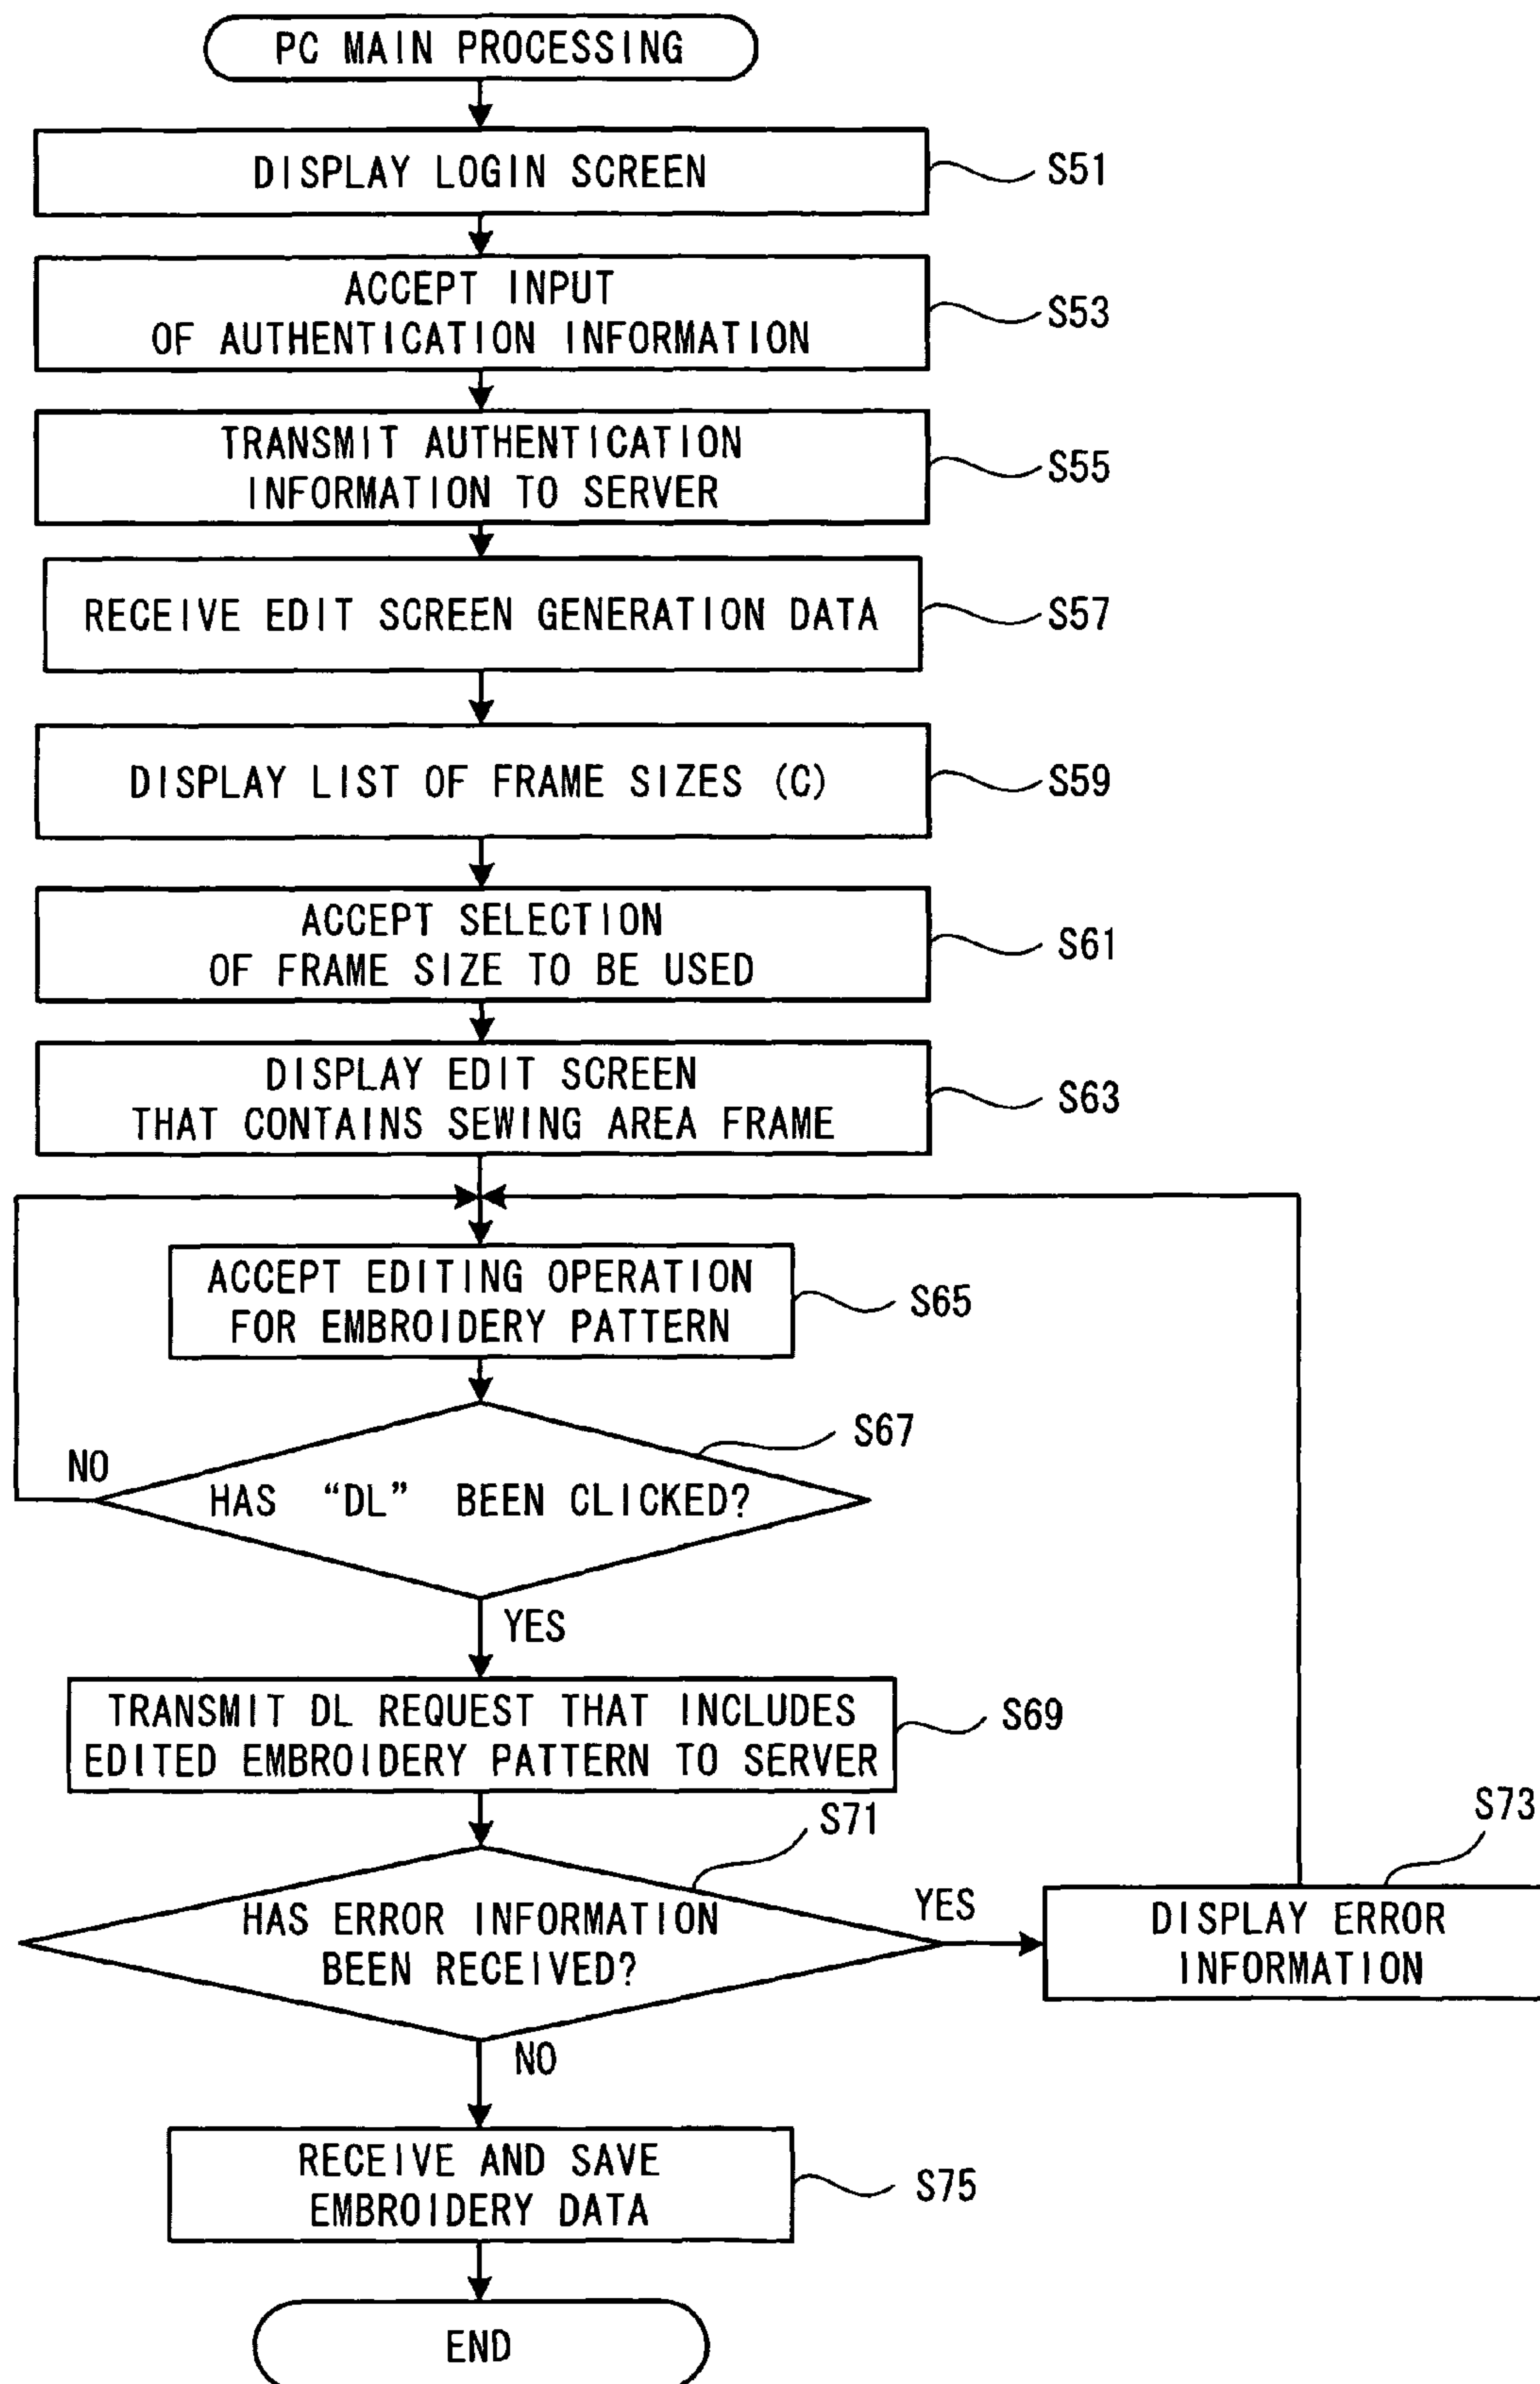 PC MAIN PROCESSING
DISPLAY LOGIN SCREEN
S51
ACCEPT INPUT
OF AUTHENTICATION INFORMATION
S53
TRANSMIT AUTHENTICATION
INFORMATION TO SERVER
S55
RECEIVE EDIT SCREEN GENERATION DATA
S57
DISPLAY LIST OF FRAME SIZES (C)
S59
ACCEPT SELECTION
OF FRAME SIZE TO BE USED
S61
DISPLAY EDIT SCREEN
THAT CONTAINS SEWING AREA FRAME
S63
ACCEPT EDITING OPERATION
FOR EMBROIDERY PATTERN
S65
S67
NO
HAS “DL” BEEN CLICKED?
YES
TRANSMIT DL REQUEST THAT INCLUDES
EDITED EMBROIDERY PATTERN TO SERVER
S69
S71
S73
HAS ERROR INFORMATION
BEEN RECEIVED?
YES
DISPLAY ERROR
INFORMATION
NO
RECEIVE AND SAVE
EMBROIDERY DATA
S75
END